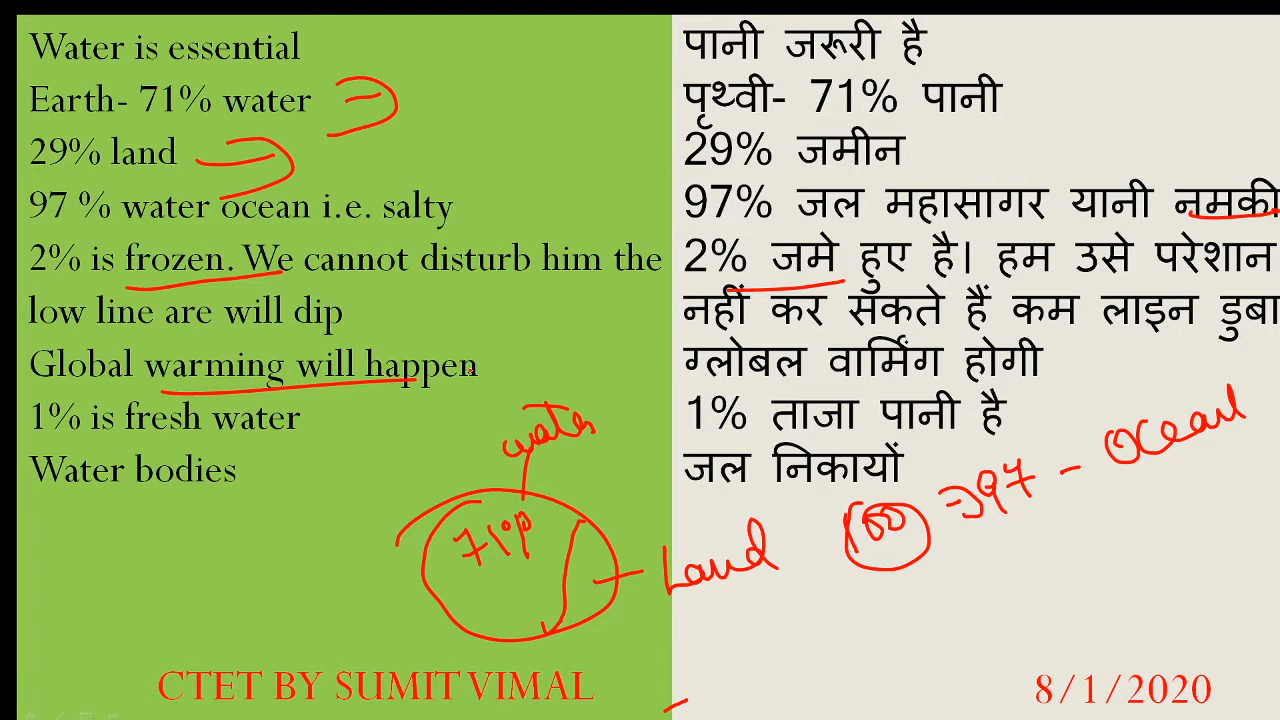 Water is essential
Earth- 71% water
29% land
97 % water ocean i.e. salty
2% is frozen. We cannot disturb him the
low line are will dip
Global warming will happen
1% is fresh water
Water bodies
पानी जरूरी है
पृथ्वी- 71% पानी
29% जमीन
97% जल महासागर यानी नमकी
2% जमे हुए है। हम उसे परेशान
नहीं कर सकते हैं कम लाइन डुबा
ग्लोबल वार्मिंग होगी
1% ताजा पानी है
जल निकायों
water
Land
100 => 97 - Ocean
CTET BY SUMIT VIMAL
8/1/2020